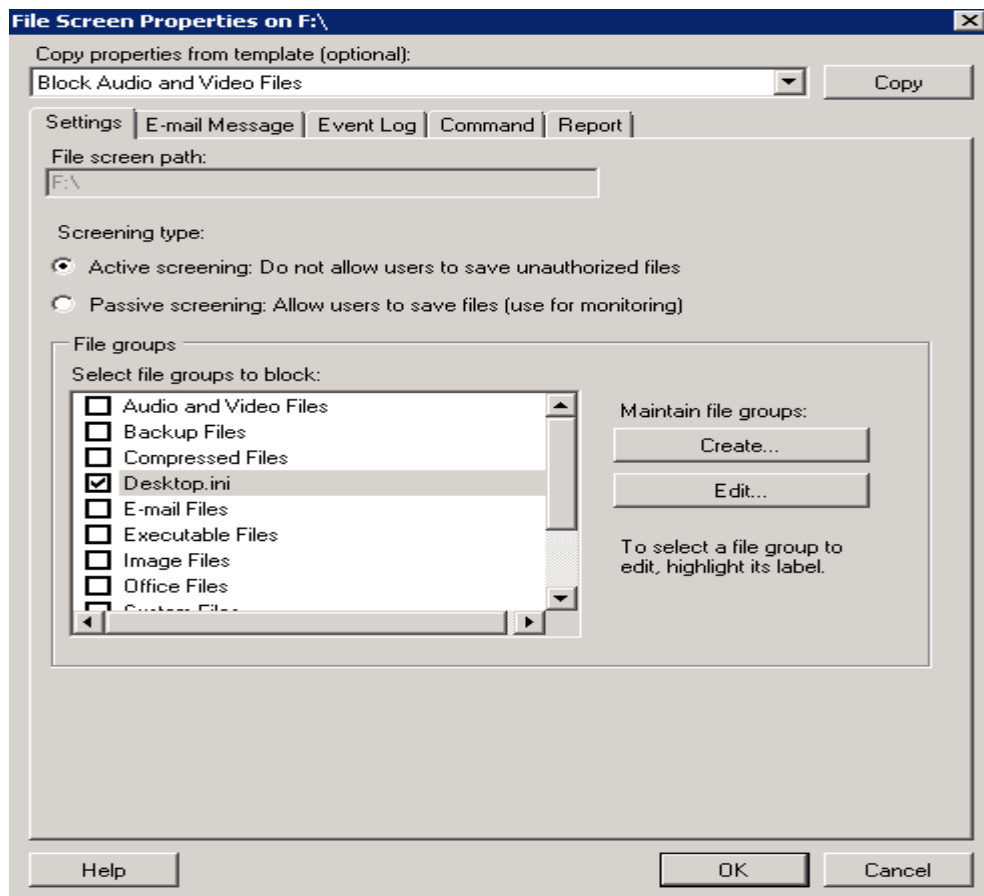 File Screen Properties on F:\
Copy properties from template (optional):
Block Audio and Video Files
Copy
Settings
E-mail Message
Event Log
Command
Report
File screen path:
F:\
Screening type:
Active screening: Do not allow users to save unauthorized files
Passive screening: Allow users to save files (use for monitoring)
File groups
Select file groups to block:
Audio and Video Files
Backup Files
Compressed Files
Desktop.ini
E-mail Files
Executable Files
Image Files
Office Files
System Files
Maintain file groups:
Create...
Edit...
To select a file group to
edit, highlight its label.
Help
OK
Cancel